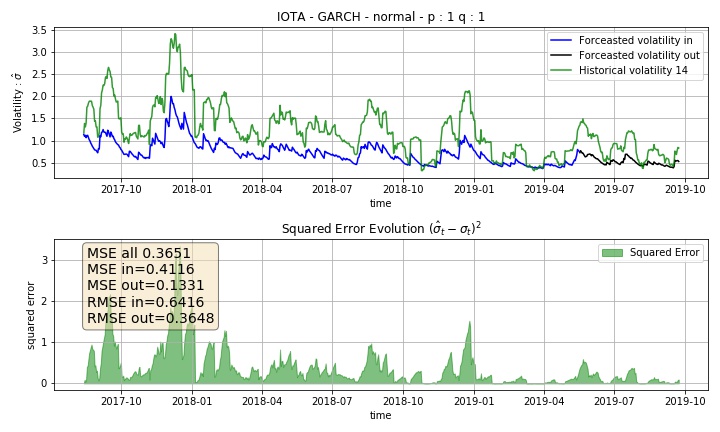 IOTA - GARCH - normal - p : 1 q : 1
Volatility : σ̂
3.5
3.0
2.5
2.0
1.5
1.0
0.5
Forceasted volatility in
Forceasted volatility out
Historical volatility 14
2017-10 2018-01 2018-04 2018-07 2018-10 2019-01 2019-04 2019-07 2019-10
time
Squared Error Evolution (σ̂t − σt)²
squared error
3
2
1
0
MSE all 0.3651
MSE in=0.4116
MSE out=0.1331
RMSE in=0.6416
RMSE out=0.3648
Squared Error
2017-10 2018-01 2018-04 2018-07 2018-10 2019-01 2019-04 2019-07 2019-10
time